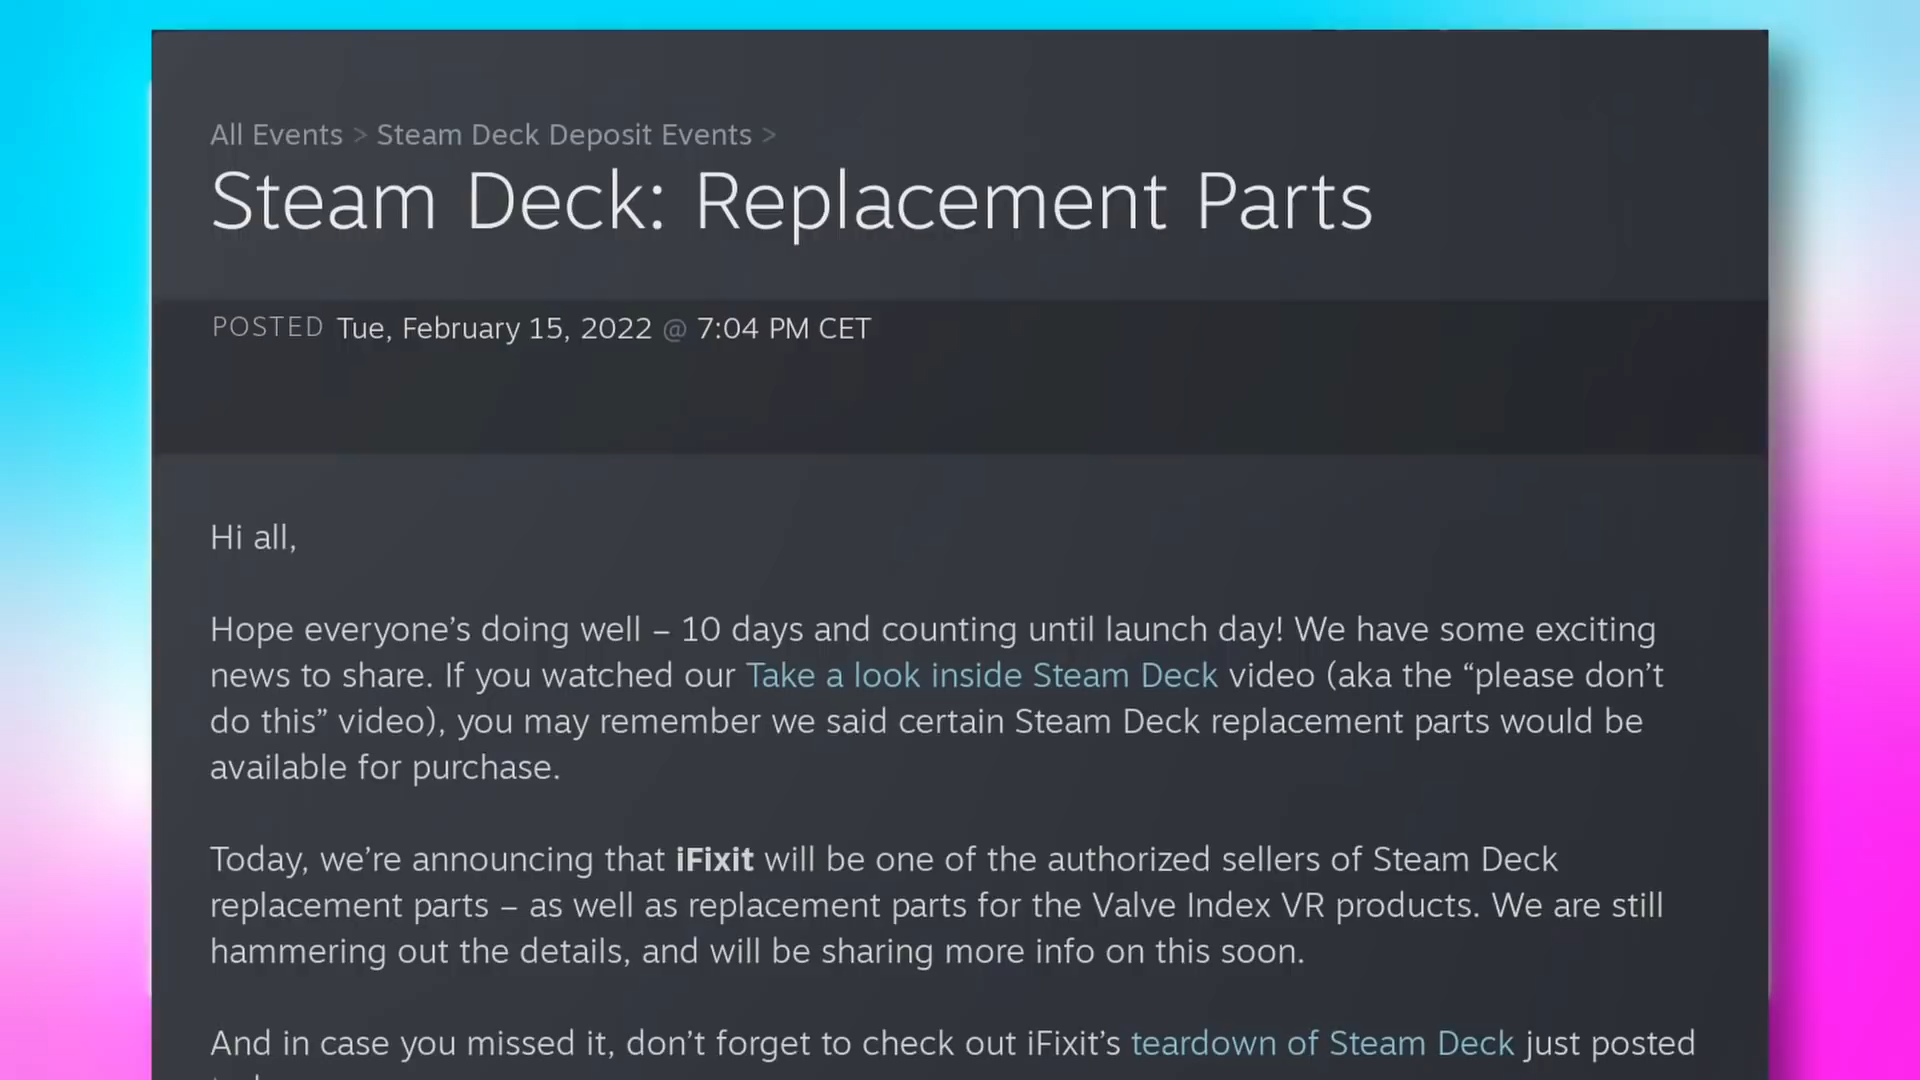 All Events > Steam Deck Deposit Events >
Steam Deck: Replacement Parts
POSTED Tue, February 15, 2022 @ 7:04 PM CET
Hi all,
Hope everyone’s doing well – 10 days and counting until launch day! We have some exciting
news to share. If you watched our Take a look inside Steam Deck video (aka the “please don’t
do this” video), you may remember we said certain Steam Deck replacement parts would be
available for purchase.
Today, we’re announcing that iFixit will be one of the authorized sellers of Steam Deck
replacement parts – as well as replacement parts for the Valve Index VR products. We are still
hammering out the details, and will be sharing more info on this soon.
And in case you missed it, don’t forget to check out iFixit’s teardown of Steam Deck just posted